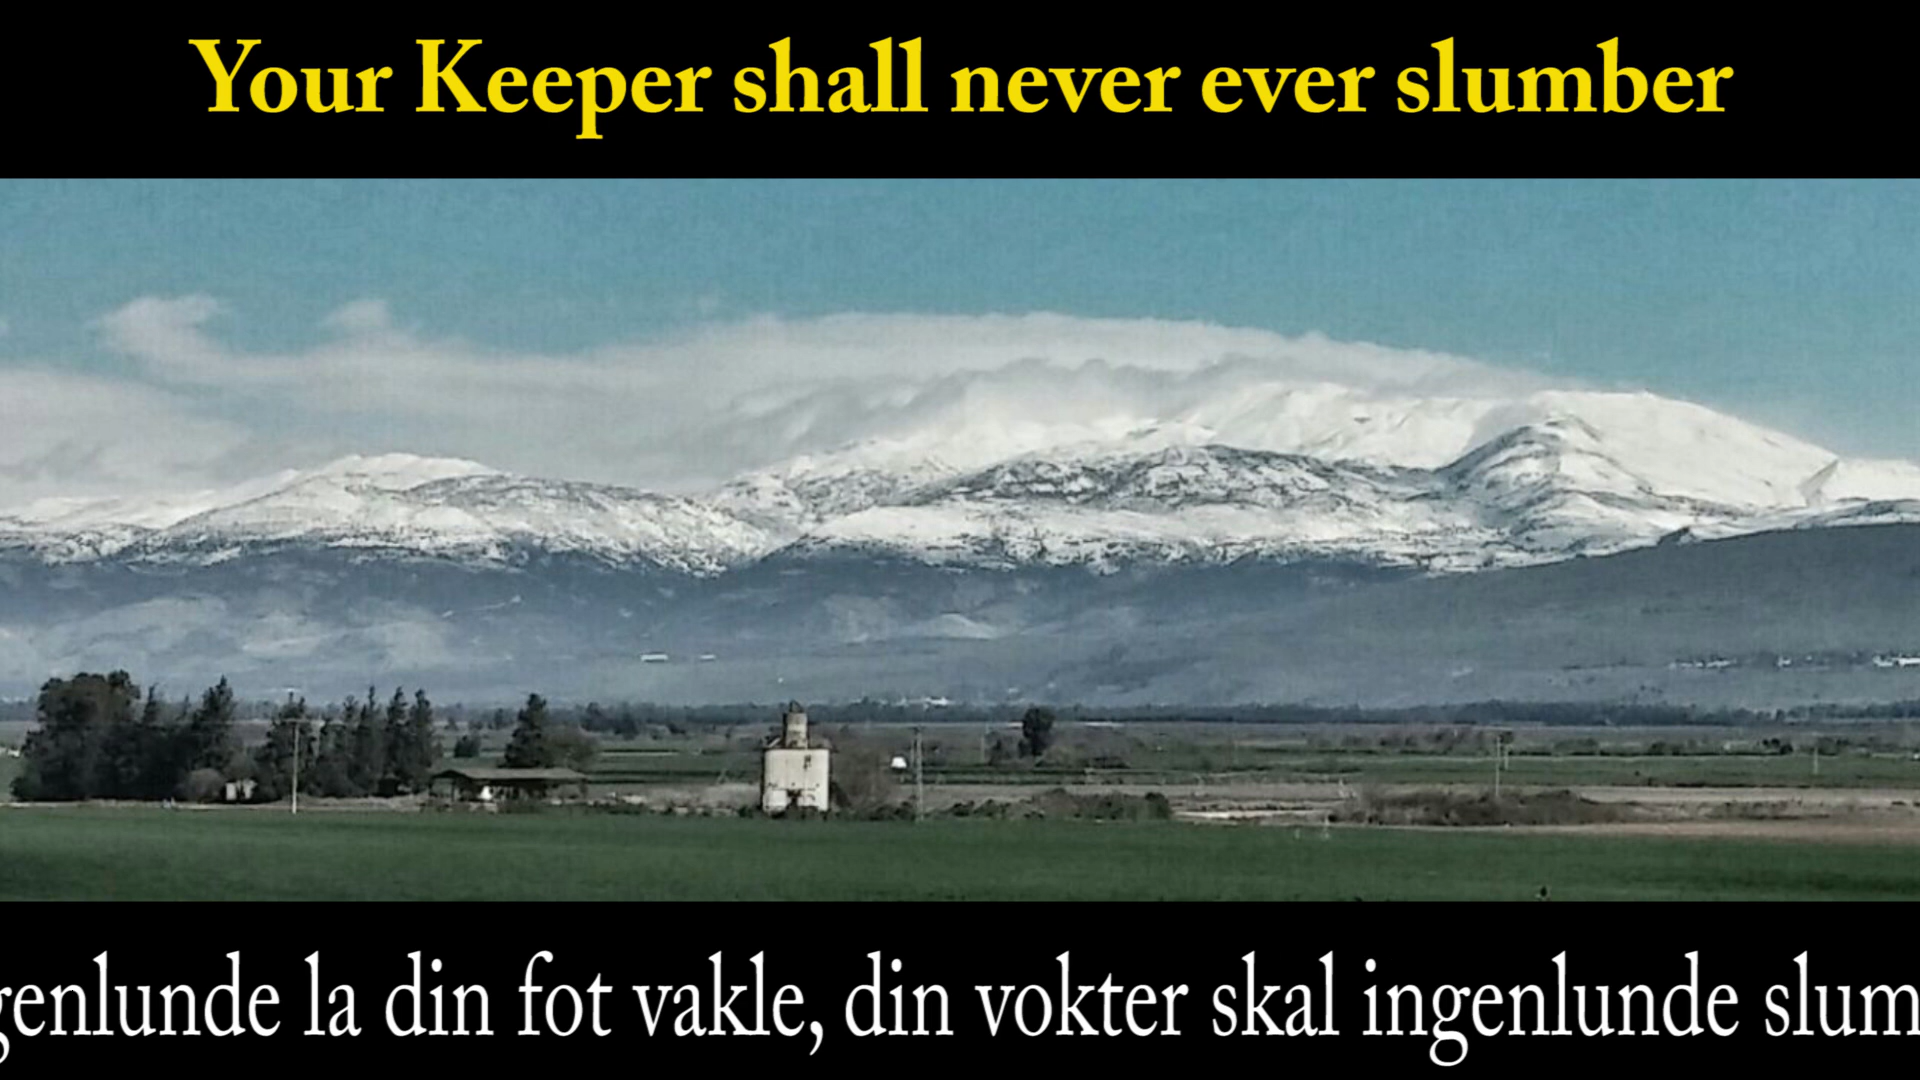 Your Keeper shall never ever slumber
genlunde la din fot vakle, din vokter skal ingenlunde slum